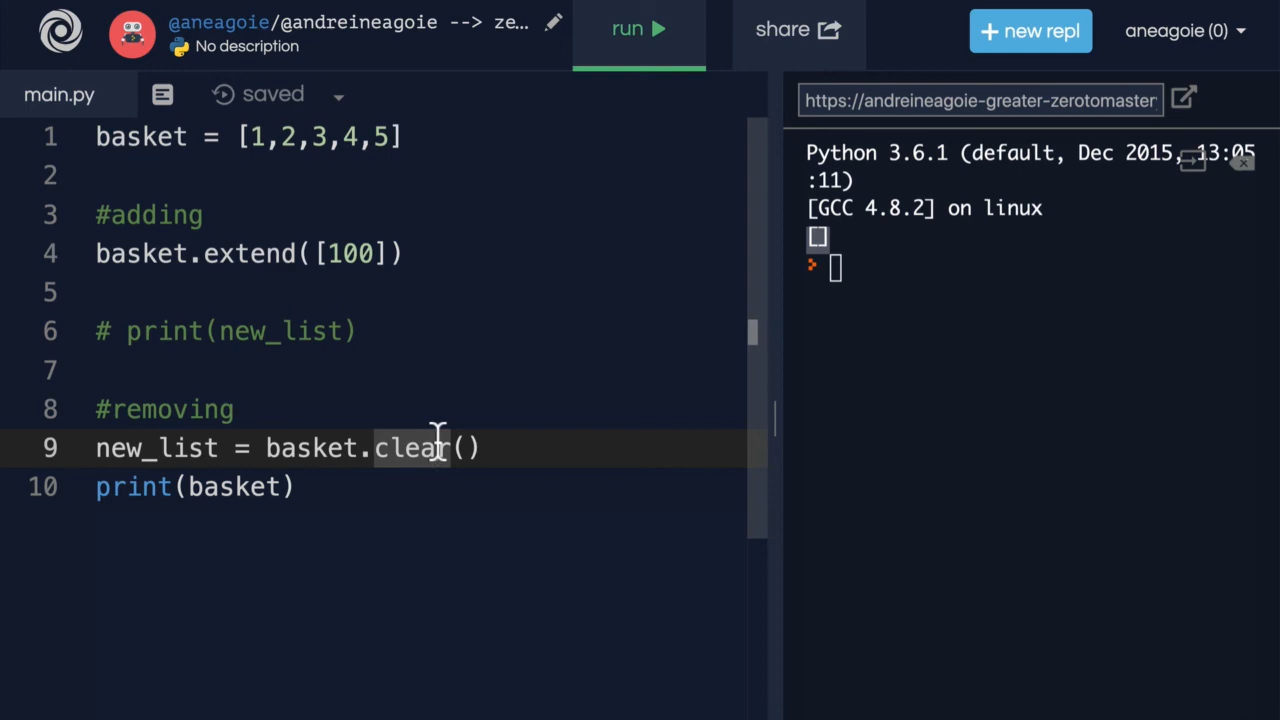 @aneagoie/@andreineagoie --> ze...
No description
run
share
+ new repl
aneagoie (0)
main.py
saved
https://andreineagoie-greater-zerotomaster
1 basket = [1,2,3,4,5]
2
3 #adding
4 basket.extend([100])
5
6 # print(new_list)
7
8 #removing
9 new_list = basket.clear()
10 print(basket)
Python 3.6.1 (default, Dec 2015, 13:05
:11)
[GCC 4.8.2] on linux
[]